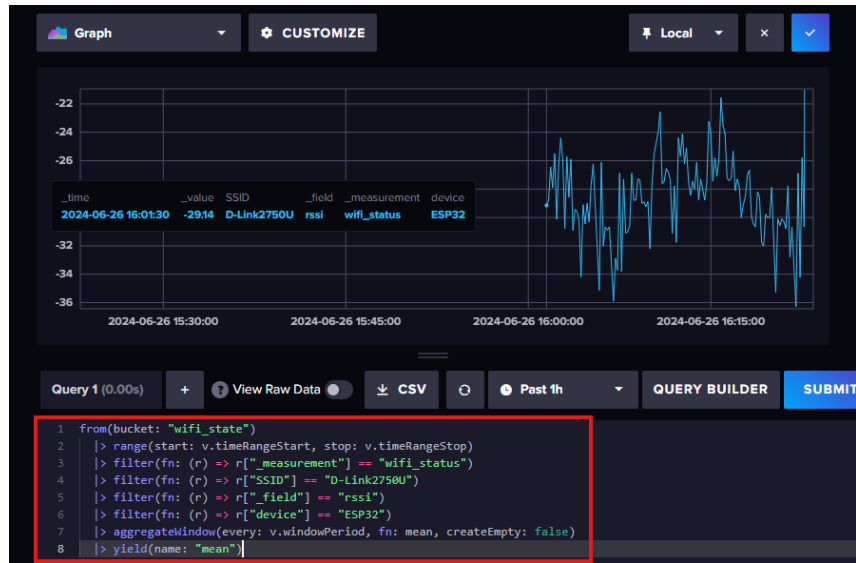 Graph CUSTOMIZE Local
-22
-24
-26
_time _value SSID _field _measurement device
2024-06-26 16:01:30 -29.14 D-Link2750U rssi wifi_status ESP32
-32
-34
-36
2024-06-26 15:30:00 2024-06-26 15:45:00 2024-06-26 16:00:00 2024-06-26 16:15:00
Query 1 (0.00s) + ? View Raw Data CSV Past 1h QUERY BUILDER SUBMIT
1 from(bucket: "wifi_state")
2 |> range(start: v.timeRangeStart, stop: v.timeRangeStop)
3 |> filter(fn: (r) => r["_measurement"] == "wifi_status")
4 |> filter(fn: (r) => r["SSID"] == "D-Link2750U")
5 |> filter(fn: (r) => r["_field"] == "rssi")
6 |> filter(fn: (r) => r["device"] == "ESP32")
7 |> aggregateWindow(every: v.windowPeriod, fn: mean, createEmpty: false)
8 |> yield(name: "mean")